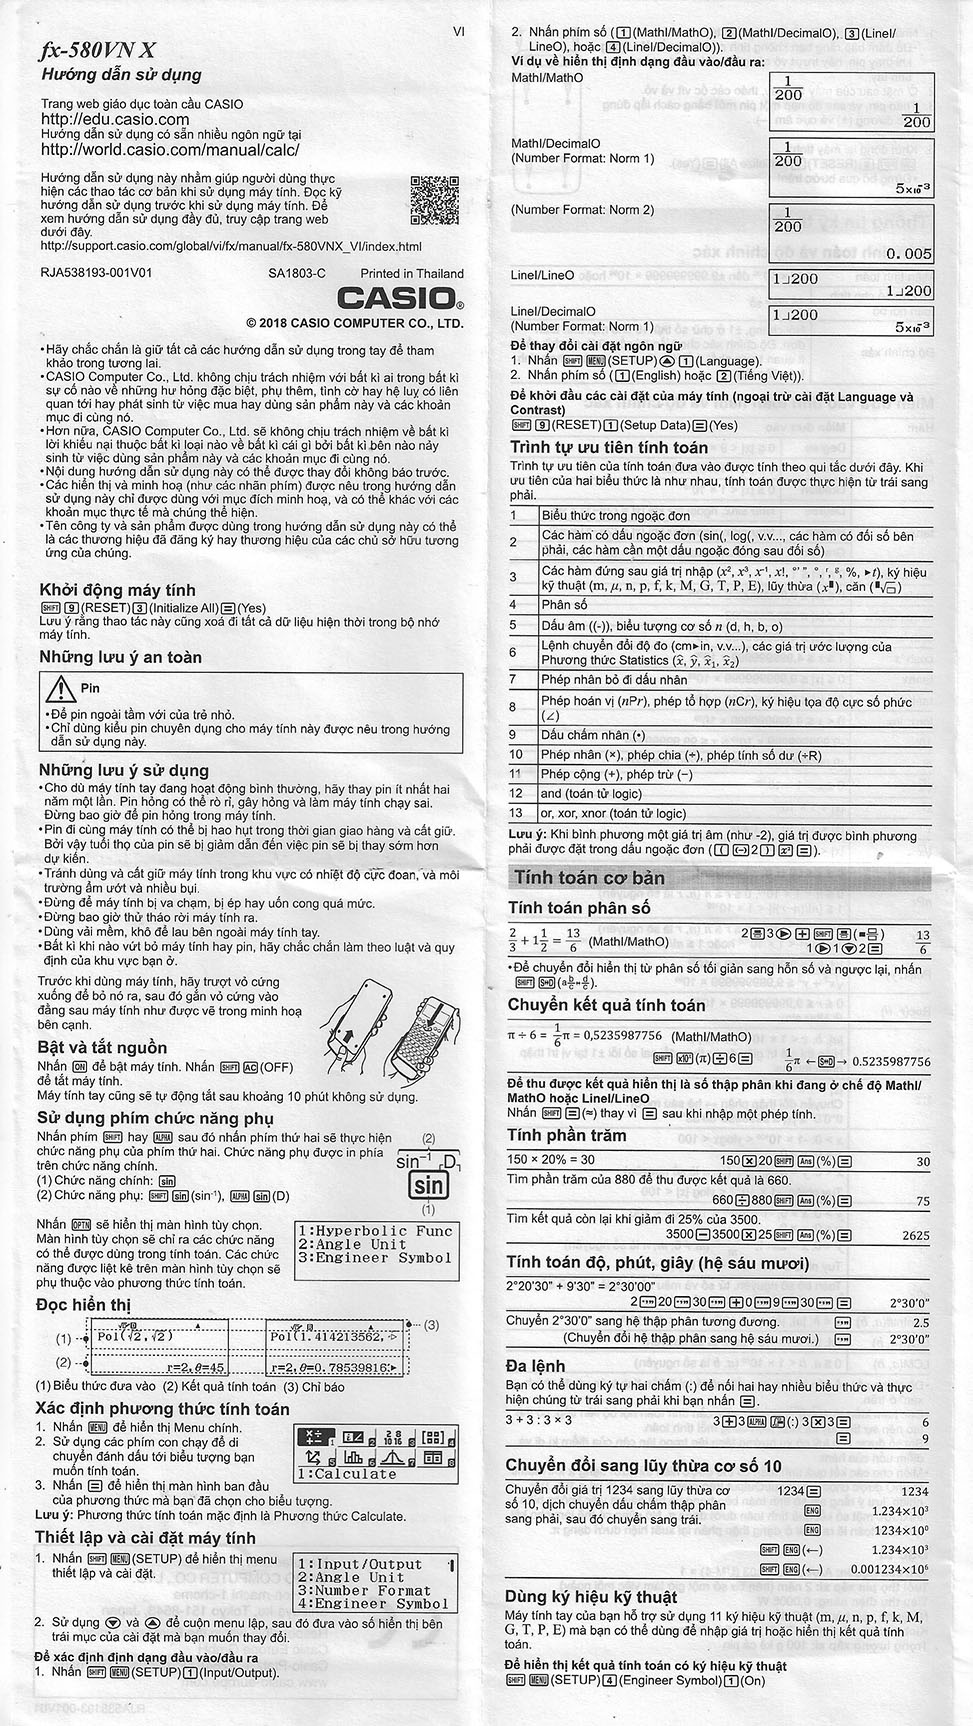 VI
fx-580VN X
Hướng dẫn sử dụng
Trang web giáo dục toàn cầu CASIO
http://edu.casio.com
Hướng dẫn sử dụng có sẵn nhiều ngôn ngữ tại
http://world.casio.com/manual/calc/
Hướng dẫn sử dụng này nhằm giúp người dùng thực
hiện các thao tác cơ bản khi sử dụng máy tính. Đọc kỹ
hướng dẫn sử dụng trước khi sử dụng máy tính. Để
xem hướng dẫn sử dụng đầy đủ, truy cập trang web
dưới đây.
http://support.casio.com/global/vi/fx/manual/fx-580VNX_VI/index.html
RJA538193-001V01 SA1803-C Printed in Thailand
CASIO®
© 2018 CASIO COMPUTER CO., LTD.
•Hãy chắc chắn là giữ tất cả các hướng dẫn sử dụng trong tay để tham
khảo trong tương lai.
•CASIO Computer Co., Ltd. không chịu trách nhiệm với bất kì ai trong bất kì
sự cố nào về những hư hỏng đặc biệt, phụ thêm, tình cờ hay hệ luỵ có liên
quan tới hay phát sinh từ việc mua hay dùng sản phẩm này và các khoản
mục đi cùng nó.
•Hơn nữa, CASIO Computer Co., Ltd. sẽ không chịu trách nhiệm về bất kì
lời khiếu nại thuộc bất kì loại nào về bất kì cái gì bởi bất kì bên nào nảy
sinh từ việc dùng sản phẩm này và các khoản mục đi cùng nó.
•Nội dung hướng dẫn sử dụng này có thể được thay đổi không báo trước.
•Các hiển thị và minh hoạ (như các nhãn phím) được nêu trong hướng dẫn
sử dụng này chỉ được dùng với mục đích minh hoạ, và có thể khác với các
khoản mục thực tế mà chúng thể hiện.
•Tên công ty và sản phẩm được dùng trong hướng dẫn sử dụng này có thể
là các thương hiệu đã đăng ký hay thương hiệu của các chủ sở hữu tương
ứng của chúng.
Khởi động máy tính
SHIFT 9 (RESET) 3 (Initialize All) = (Yes)
Lưu ý rằng thao tác này cũng xoá đi tất cả dữ liệu hiện thời trong bộ nhớ
máy tính.
Những lưu ý an toàn
Pin
•Để pin ngoài tầm với của trẻ nhỏ.
•Chỉ dùng kiểu pin chuyên dụng cho máy tính này được nêu trong hướng
dẫn sử dụng này.
Những lưu ý sử dụng
•Cho dù máy tính tay đang hoạt động bình thường, hãy thay pin ít nhất hai
năm một lần. Pin hỏng có thể rò rỉ, gây hỏng và làm máy tính chạy sai.
Đừng bao giờ để pin hỏng trong máy tính.
•Pin đi cùng máy tính có thể bị hao hụt trong thời gian giao hàng và cất giữ.
Bởi vậy tuổi thọ của pin sẽ bị giảm dẫn đến việc pin sẽ bị thay sớm hơn
dự kiến.
•Tránh dùng và cất giữ máy tính trong khu vực có nhiệt độ cực đoan, và môi
trường ẩm ướt và nhiều bụi.
•Đừng để máy tính bị va chạm, bị ép hay uốn cong quá mức.
•Đừng bao giờ thử tháo rời máy tính ra.
•Dùng vải mềm, khô để lau bên ngoài máy tính tay.
•Bất kì khi nào vứt bỏ máy tính hay pin, hãy chắc chắn làm theo luật và quy
định của khu vực bạn ở.
Trước khi dùng máy tính, hãy trượt vỏ cứng
xuống để bỏ nó ra, sau đó gắn vỏ cứng vào
đằng sau máy tính như được vẽ trong minh hoạ
bên cạnh.
Bật và tắt nguồn
Nhấn ON để bật máy tính. Nhấn SHIFT AC (OFF)
để tắt máy tính.
Máy tính tay cũng sẽ tự động tắt sau khoảng 10 phút không sử dụng.
Sử dụng phím chức năng phụ
Nhấn phím SHIFT hay ALPHA sau đó nhấn phím thứ hai sẽ thực hiện
chức năng phụ của phím thứ hai. Chức năng phụ được in phía
trên chức năng chính.
(1) Chức năng chính: sin
(2) Chức năng phụ: SHIFT sin (sin⁻¹), ALPHA sin (D)
(2)
sin⁻¹ D
sin
(1)
Nhấn OPTN sẽ hiển thị màn hình tùy chọn.
Màn hình tùy chọn sẽ chỉ ra các chức năng
có thể được dùng trong tính toán. Các chức
năng được liệt kê trên màn hình tùy chọn sẽ
phụ thuộc vào phương thức tính toán.
1:Hyperbolic Func
2:Angle Unit
3:Engineer Symbol
Đọc hiển thị
(1) Pol(√2,√2) Pol(1.414213562, (3)
(2) r=2,θ=45 r=2,θ=0.785398163▶
(1) Biểu thức đưa vào (2) Kết quả tính toán (3) Chỉ báo
Xác định phương thức tính toán
1. Nhấn MENU để hiển thị Menu chính.
2. Sử dụng các phím con chạy để di
chuyển đánh dấu tới biểu tượng bạn
muốn tính toán.
3. Nhấn = để hiển thị màn hình ban đầu
của phương thức mà bạn đã chọn cho biểu tượng.
1:Calculate
Lưu ý: Phương thức tính toán mặc định là Phương thức Calculate.
Thiết lập và cài đặt máy tính
1. Nhấn SHIFT MENU (SETUP) để hiển thị menu
thiết lập và cài đặt.
1:Input/Output
2:Angle Unit
3:Number Format
4:Engineer Symbol
2. Sử dụng ▼ và ▲ để cuộn menu lập, sau đó đưa vào số hiển thị bên
trái mục của cài đặt mà bạn muốn thay đổi.
Để xác định định dạng đầu vào/đầu ra
1. Nhấn SHIFT MENU (SETUP) 1 (Input/Output).
2. Nhấn phím số ( 1 (MathI/MathO), 2 (MathI/DecimalO), 3 (LineI/
LineO), hoặc 4 (LineI/DecimalO)).
Ví dụ về hiển thị định dạng đầu vào/đầu ra:
MathI/MathO 1/200 1/200
MathI/DecimalO
(Number Format: Norm 1) 1/200 5×10⁻³
(Number Format: Norm 2) 1/200 0.005
LineI/LineO 1⌟200 1⌟200
LineI/DecimalO
(Number Format: Norm 1) 1⌟200 5×10⁻³
Để thay đổi cài đặt ngôn ngữ
1. Nhấn SHIFT MENU (SETUP) ▲ 1 (Language).
2. Nhấn phím số ( 1 (English) hoặc 2 (Tiếng Việt)).
Để khởi đầu các cài đặt của máy tính (ngoại trừ cài đặt Language và
Contrast)
SHIFT 9 (RESET) 1 (Setup Data) = (Yes)
Trình tự ưu tiên tính toán
Trình tự ưu tiên của tính toán đưa vào được tính theo qui tắc dưới đây. Khi
ưu tiên của hai biểu thức là như nhau, tính toán được thực hiện từ trái sang
phải.
1 Biểu thức trong ngoặc đơn
2 Các hàm có dấu ngoặc đơn (sin(, log(, v.v..., các hàm có đối số bên
phải, các hàm cần một dấu ngoặc đóng sau đối số)
3 Các hàm đứng sau giá trị nhập (x², x³, x⁻¹, x!, °’ ”, °, ʳ, ᵍ, %, ▶t), ký hiệu
kỹ thuật (m, μ, n, p, f, k, M, G, T, P, E), lũy thừa (x■), căn (■√□)
4 Phân số
5 Dấu âm ((-)), biểu tượng cơ số n (d, h, b, o)
6 Lệnh chuyển đổi độ đo (cm▶in, v.v...), các giá trị ước lượng của
Phương thức Statistics (x̂, ŷ, x̂₁, x̂₂)
7 Phép nhân bỏ đi dấu nhân
8 Phép hoán vị (nPr), phép tổ hợp (nCr), ký hiệu tọa độ cực số phức
(∠)
9 Dấu chấm nhân (•)
10 Phép nhân (×), phép chia (÷), phép tính số dư (÷R)
11 Phép cộng (+), phép trừ (−)
12 and (toán tử logic)
13 or, xor, xnor (toán tử logic)
Lưu ý: Khi bình phương một giá trị âm (như -2), giá trị được bình phương
phải được đặt trong dấu ngoặc đơn ( ( (−) 2 ) x² = ).
Tính toán cơ bản
Tính toán phân số
2/3 + 1 1/2 = 13/6 (MathI/MathO) 2 ▤ 3 ▶ + SHIFT ▤ (■▤) 1 ▶ 1 ▼ 2 = 13/6
•Để chuyển đổi hiển thị từ phân số tối giản sang hỗn số và ngược lại, nhấn
SHIFT S⇔D (a b/c⇔d/c).
Chuyển kết quả tính toán
π ÷ 6 = 1/6 π = 0,5235987756 (MathI/MathO)
SHIFT ×10ˣ (π) ÷ 6 = 1/6 π ← S⇔D → 0.5235987756
Để thu được kết quả hiển thị là số thập phân khi đang ở chế độ MathI/
MathO hoặc LineI/LineO
Nhấn SHIFT = (≈) thay vì = sau khi nhập một phép tính.
Tính phần trăm
150 × 20% = 30 150 × 20 SHIFT Ans (%) = 30
Tìm phần trăm của 880 để thu được kết quả là 660.
660 ÷ 880 SHIFT Ans (%) = 75
Tìm kết quả còn lại khi giảm đi 25% của 3500.
3500 − 3500 × 25 SHIFT Ans (%) = 2625
Tính toán độ, phút, giây (hệ sáu mươi)
2°20’30” + 9’30” = 2°30’00”
2 °’” 20 °’” 30 °’” + 0 °’” 9 °’” 30 °’” = 2°30’0”
Chuyển 2°30’0” sang hệ thập phân tương đương. °’” 2.5
(Chuyển đổi hệ thập phân sang hệ sáu mươi.) °’” 2°30’0”
Đa lệnh
Bạn có thể dùng ký tự hai chấm (:) để nối hai hay nhiều biểu thức và thực
hiện chúng từ trái sang phải khi bạn nhấn =.
3 + 3 : 3 × 3 3 + 3 ALPHA ∫ (:) 3 × 3 = 6
= 9
Chuyển đổi sang lũy thừa cơ số 10
Chuyển đổi giá trị 1234 sang lũy thừa cơ
số 10, dịch chuyển dấu chấm thập phân
sang phải, sau đó chuyển sang trái.
1234 = 1234
ENG 1.234×10³
ENG 1234×10⁰
SHIFT ENG (←) 1.234×10³
SHIFT ENG (←) 0.001234×10⁶
Dùng ký hiệu kỹ thuật
Máy tính tay của bạn hỗ trợ sử dụng 11 ký hiệu kỹ thuật (m, μ, n, p, f, k, M,
G, T, P, E) mà bạn có thể dùng để nhập giá trị hoặc hiển thị kết quả tính
toán.
Để hiển thị kết quả tính toán có ký hiệu kỹ thuật
SHIFT MENU (SETUP) 4 (Engineer Symbol) 1 (On)